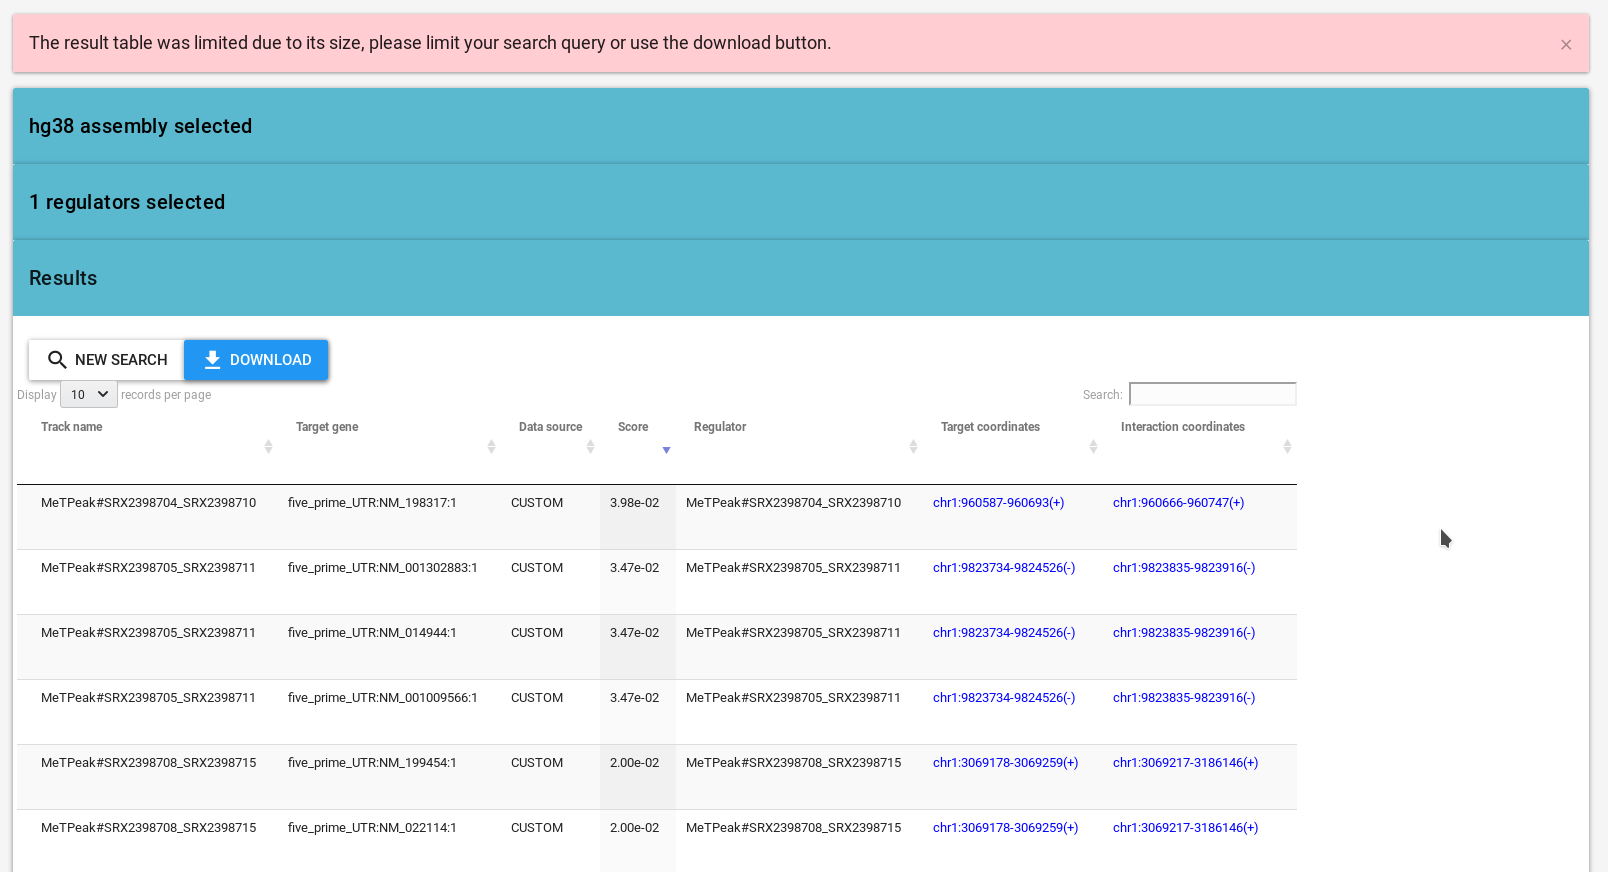 The result table was limited due to its size, please limit your search query or use the download button.
hg38 assembly selected
1 regulators selected
Results
NEW SEARCH DOWNLOAD
Display 10 records per page Search:
Track name Target gene Data source Score Regulator Target coordinates Interaction coordinates
MeTPeak#SRX2398704_SRX2398710 five_prime_UTR:NM_198317:1 CUSTOM 3.98e-02 MeTPeak#SRX2398704_SRX2398710 chr1:960587-960693(+) chr1:960666-960747(+)
MeTPeak#SRX2398705_SRX2398711 five_prime_UTR:NM_001302883:1 CUSTOM 3.47e-02 MeTPeak#SRX2398705_SRX2398711 chr1:9823734-9824526(-) chr1:9823835-9823916(-)
MeTPeak#SRX2398705_SRX2398711 five_prime_UTR:NM_014944:1 CUSTOM 3.47e-02 MeTPeak#SRX2398705_SRX2398711 chr1:9823734-9824526(-) chr1:9823835-9823916(-)
MeTPeak#SRX2398705_SRX2398711 five_prime_UTR:NM_001009566:1 CUSTOM 3.47e-02 MeTPeak#SRX2398705_SRX2398711 chr1:9823734-9824526(-) chr1:9823835-9823916(-)
MeTPeak#SRX2398708_SRX2398715 five_prime_UTR:NM_199454:1 CUSTOM 2.00e-02 MeTPeak#SRX2398708_SRX2398715 chr1:3069178-3069259(+) chr1:3069217-3186146(+)
MeTPeak#SRX2398708_SRX2398715 five_prime_UTR:NM_022114:1 CUSTOM 2.00e-02 MeTPeak#SRX2398708_SRX2398715 chr1:3069178-3069259(+) chr1:3069217-3186146(+)